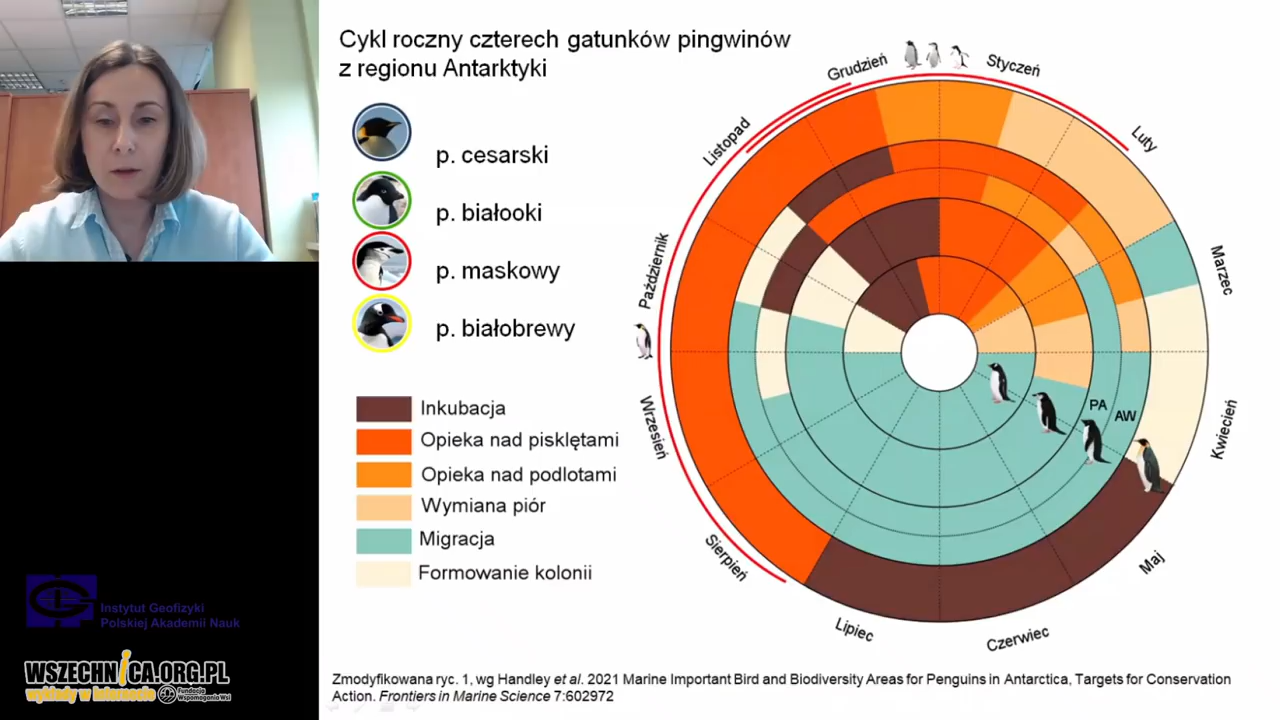 Cykl roczny czterech gatunków pingwinów
z regionu Antarktyki
p. cesarski
p. białooki
p. maskowy
p. białobrewy
Inkubacja
Opieka nad pisklętami
Opieka nad podlotami
Wymiana piór
Migracja
Formowanie kolonii
Grudzień
Styczeń
Luty
Marzec
Kwiecień
Maj
Czerwiec
Lipiec
Sierpień
Wrzesień
Październik
Listopad
PA
AW
Instytut Geofizyki
Polskiej Akademii Nauk
WSZECHNICA.ORG.PL
wykłady w internecie
Fundacja
Wspomagania Wsi
Zmodyfikowana ryc. 1, wg Handley et al. 2021 Marine Important Bird and Biodiversity Areas for Penguins in Antarctica, Targets for Conservation
Action. Frontiers in Marine Science 7:602972